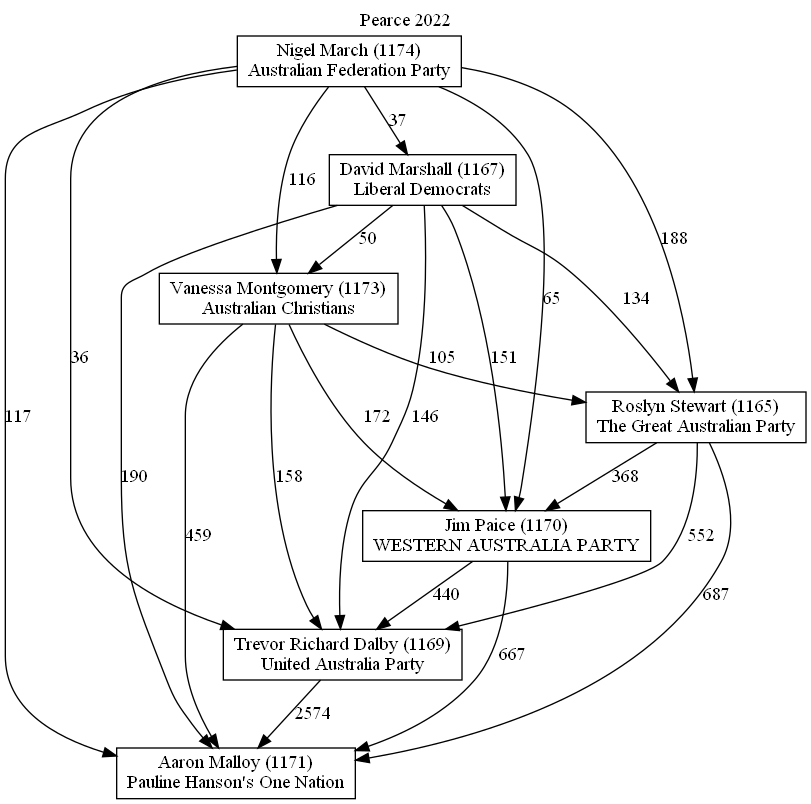 Pearce 2022
Nigel March (1174)
Australian Federation Party
37
David Marshall (1167)
Liberal Democrats
116
188
50
Vanessa Montgomery (1173)
Australian Christians
65
134
36
105
151
117
172
146
Roslyn Stewart (1165)
The Great Australian Party
190
158
368
459
Jim Paice (1170)
WESTERN AUSTRALIA PARTY
552
440
687
Trevor Richard Dalby (1169)
United Australia Party
667
2574
Aaron Malloy (1171)
Pauline Hanson's One Nation